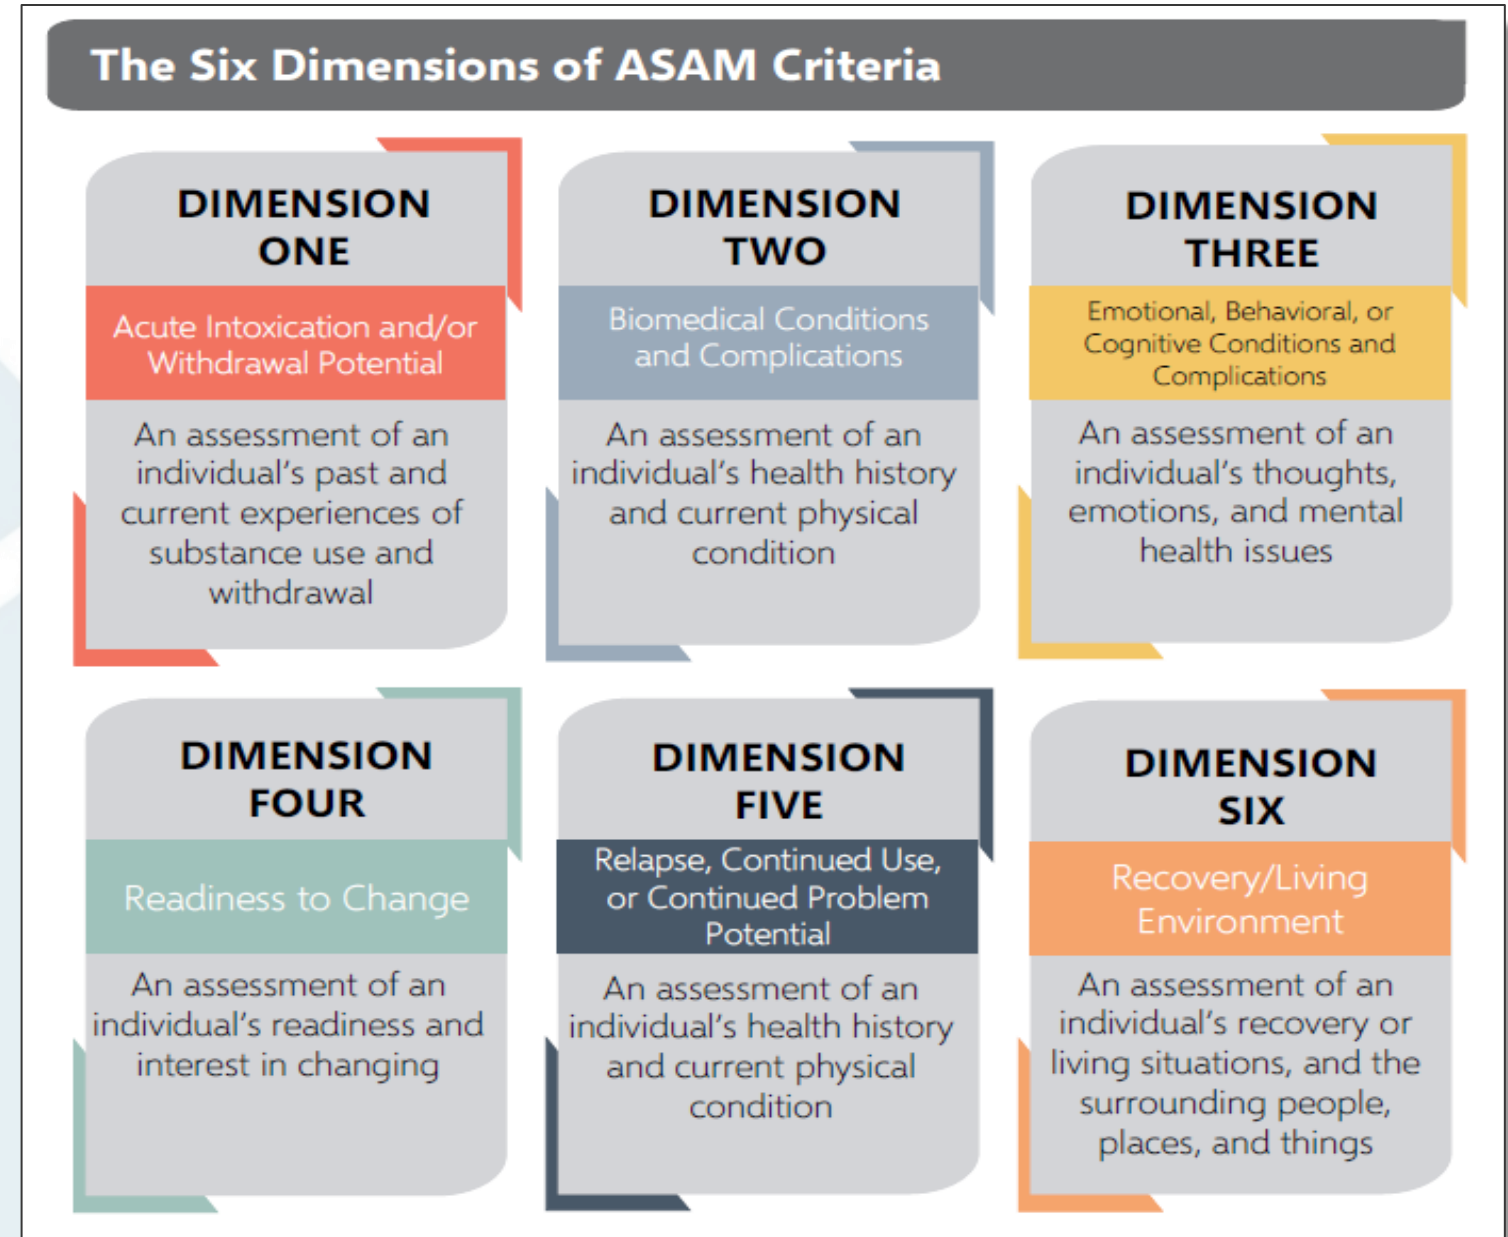 The Six Dimensions of ASAM Criteria
DIMENSION
ONE
Acute Intoxication and/or
Withdrawal Potential
An assessment of an
individual's past and
current experiences of
substance use and
withdrawal
DIMENSION
TWO
Biomedical Conditions
and Complications
An assessment of an
individual's health history
and current physical
condition
DIMENSION
THREE
Emotional, Behavioral, or
Cognitive Conditions and
Complications
An assessment of an
individual's thoughts,
emotions, and mental
health issues
DIMENSION
FOUR
Readiness to Change
An assessment of an
individual's readiness and
interest in changing
DIMENSION
FIVE
Relapse, Continued Use,
or Continued Problem
Potential
An assessment of an
individual's health history
and current physical
condition
DIMENSION
SIX
Recovery/Living
Environment
An assessment of an
individual's recovery or
living situations, and the
surrounding people,
places, and things